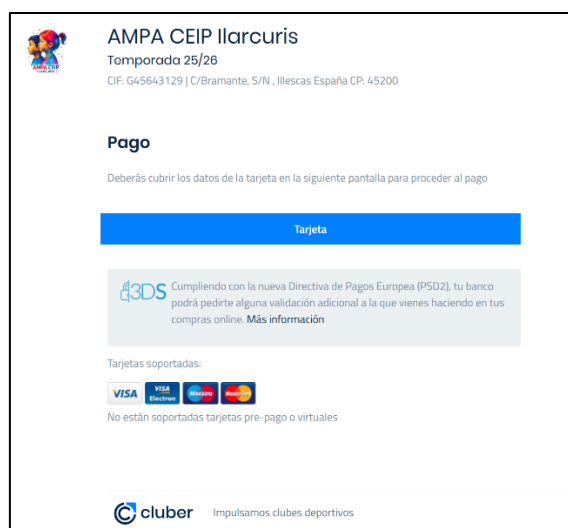 AMPA CEIP
ILARCURIS
AMPA CEIP Ilarcuris
Temporada 25/26
CIF: G45643129 | C/Bramante, S/N , Illescas España CP: 45200
Pago
Deberás cubrir los datos de la tarjeta en la siguiente pantalla para proceder al pago
Tarjeta
3DS
Cumpliendo con la nueva Directiva de Pagos Europea (PSD2), tu banco
podrá pedirte alguna validación adicional a la que vienes haciendo en tus
compras online. Más información
Tarjetas soportadas:
VISA VISA Electron Maestro MasterCard
No están soportadas tarjetas pre-pago o virtuales
cluber Impulsamos clubes deportivos